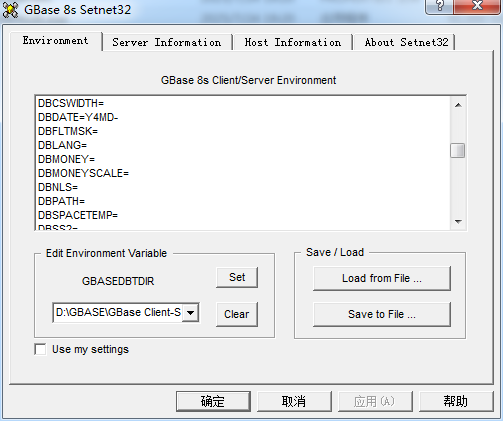 GBase 8s Setnet32
Environment
Server Information
Host Information
About Setnet32
GBase 8s Client/Server Environment
DBCSWIDTH=
DBDATE=Y4MD-
DBFLTMSK=
DBLANG=
DBMONEY=
DBMONEYSCALE=
DBNLS=
DBPATH=
DBSPACETEMP=
DBSS2=
Edit Environment Variable
GBASEDBTDIR
Set
D:\GBASE\GBase Client-S
Clear
Save / Load
Load from File ...
Save to File ...
Use my settings
确定
取消
应用(A)
帮助